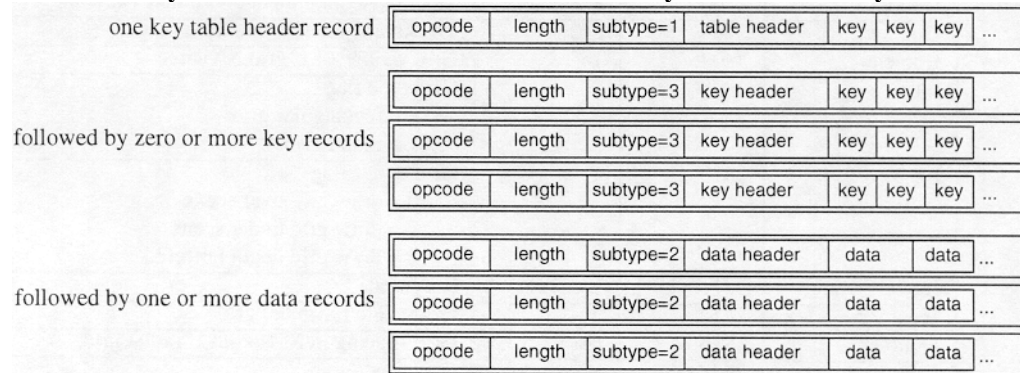 one key table header record opcode length subtype=1 table header key key key ...
opcode length subtype=3 key header key key key ...
followed by zero or more key records opcode length subtype=3 key header key key key ...
opcode length subtype=3 key header key key key ...
opcode length subtype=2 data header data data ...
followed by one or more data records opcode length subtype=2 data header data data ...
opcode length subtype=2 data header data data ...